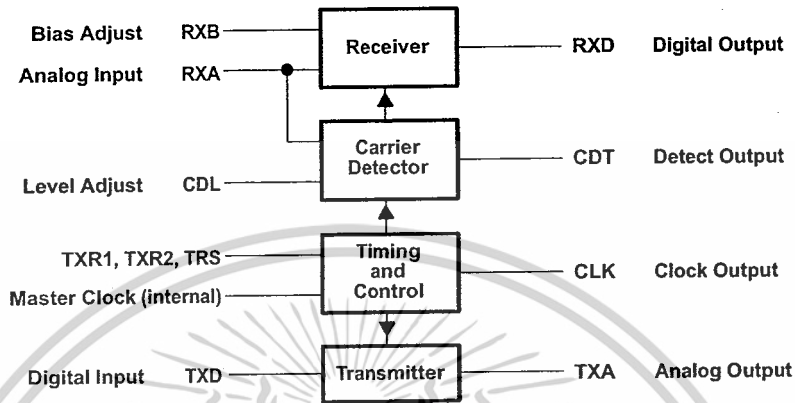 Bias Adjust RXB
Receiver
RXD Digital Output
Analog Input RXA
Carrier
Detector
CDT Detect Output
Level Adjust CDL
TXR1, TXR2, TRS
Timing
and
Control
CLK Clock Output
Master Clock (internal)
Digital Input TXD
Transmitter
TXA Analog Output